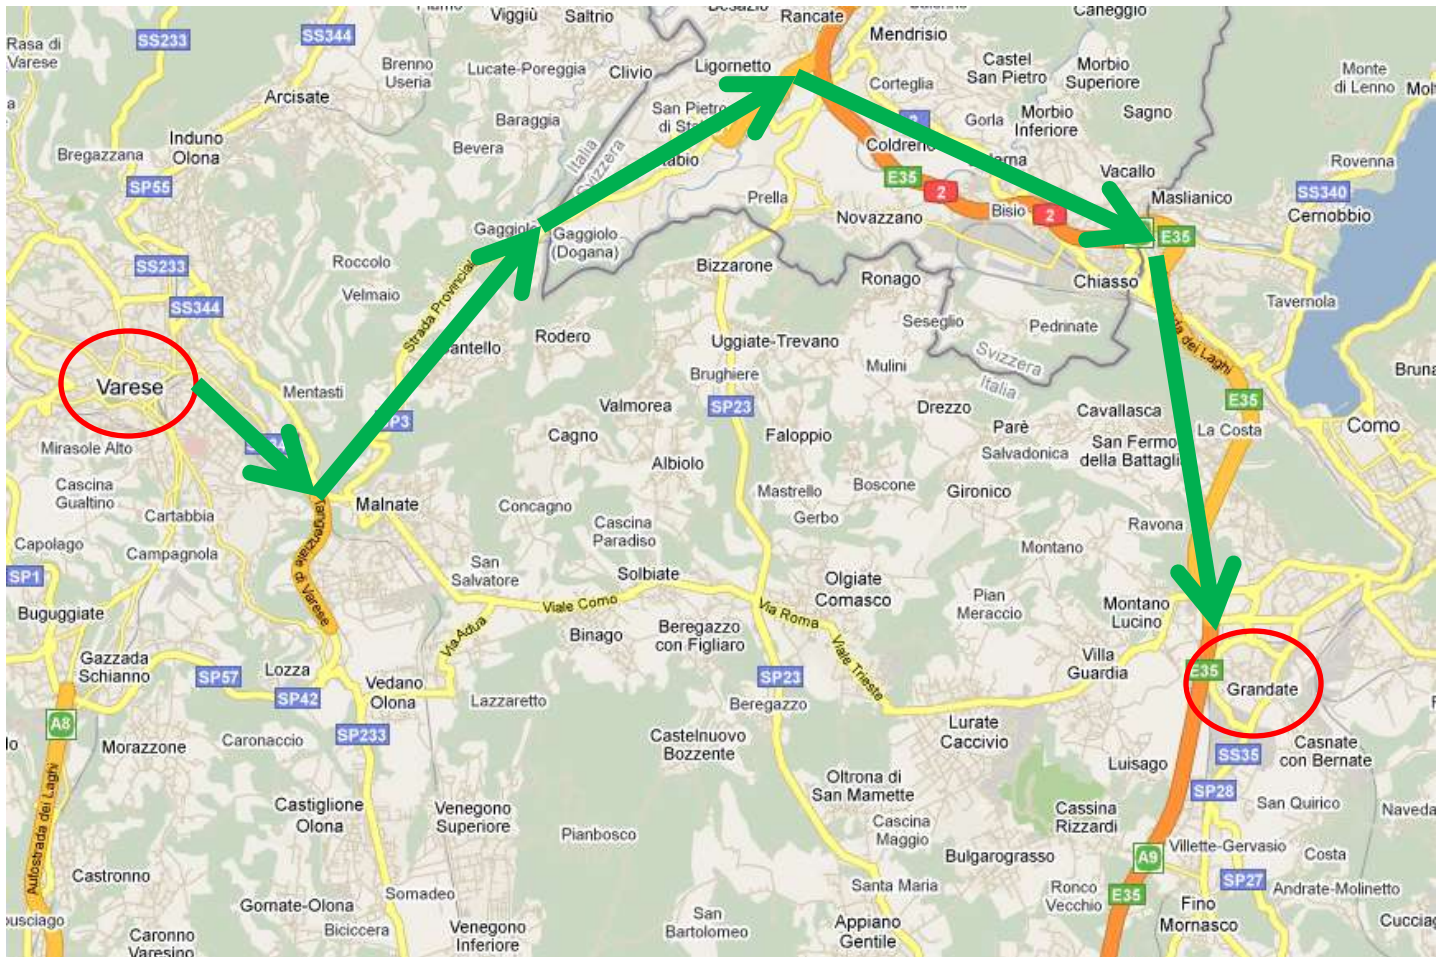 Viggiù
Saltrio
Rancate
Caneggio
SS233
SS344
Mendrisio
Rasa di
Varese
Brenno
Useria
Lucate-Poreggia
Clivio
Ligornetto
Corteglia
Castel
San Pietro
Morbio
Superiore
Monte
di Lenno
Arcisate
Baraggia
San Pietro
Gorla
Morbio
Inferiore
Sagno
Induno
Olona
Bregazzana
Bevera
Italia
Svizzera
Rovenna
SP55
E35
2
Vacallo
Maslianico
SS340
Cernobbio
Prella
Novazzano
Bisio
2
E35
Gaggiolo
Gaggiolo
(Dogana)
SS233
Roccolo
Velmaio
Bizzarone
Ronago
Chiasso
Tavernola
SS344
Strada Provinciale
Rodero
Uggiate-Trevano
Seseglio
Pedrinate
Svizzera
Italia
Mulini
Brughiere
Varese
Mentasti
Valmorea
SP23
Drezzo
Cavallasca
E35
Como
Mirasole Alto
Cagno
Faloppio
Parè
La Costa
Salvadonica
San Fermo
Albiolo
Cascina
Gualtino
Cartabbia
Malnate
Concagno
Mastrello
Boscone
Gironico
Gerbo
Cascina
Paradiso
Ravona
Capolago
Campagnola
Tangenziale di Varese
San
Salvatore
Montano
SP1
Solbiate
Olgiate
Comasco
Pian
Meraccio
Montano
Lucino
Buguggiate
Viale Como
Via Roma
Via Adua
Binago
Beregazzo
con Figliaro
Viale Trieste
Gazzada
Schianno
SP57
Lozza
SP42
Vedano
Olona
Lazzaretto
SP23
Beregazzo
Villa
Guardia
E35
Grandate
A8
Morazzone
Caronaccio
SP233
Castelnuovo
Bozzente
Lurate
Caccivio
Luisago
SS35
Casnate
con Bernate
Autostrada dei Laghi
Castiglione
Olona
Venegono
Superiore
Pianbosco
Oltrona di
San Mamette
Cascina
Maggio
Cassina
Rizzardi
SP28
San Quirico
Castronno
Bulgarograsso
A9
Villette-Gervasio
Costa
Gornate-Olona
Somadeo
Santa Maria
Ronco
Vecchio
E35
SP27
Andrate-Molinetto
Fino
Mornasco
Caronno
Varesino
Biciccera
Venegono
Inferiore
San
Bartolomeo
Appiano
Gentile